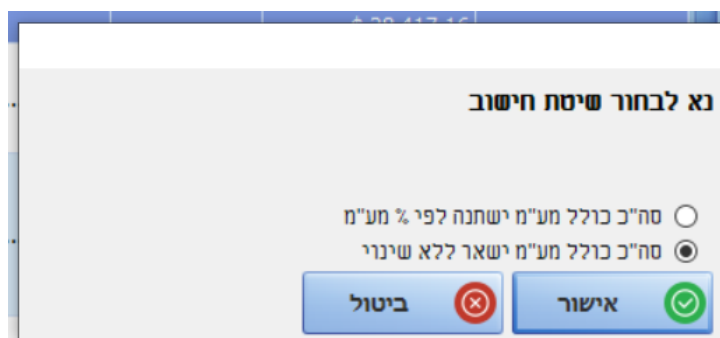 נא לבחור שיטת חישוב
סה"כ כולל מע"מ ישתנה לפי % מע"מ
סה"כ כולל מע"מ ישאר ללא שינוי
אישור
ביטול